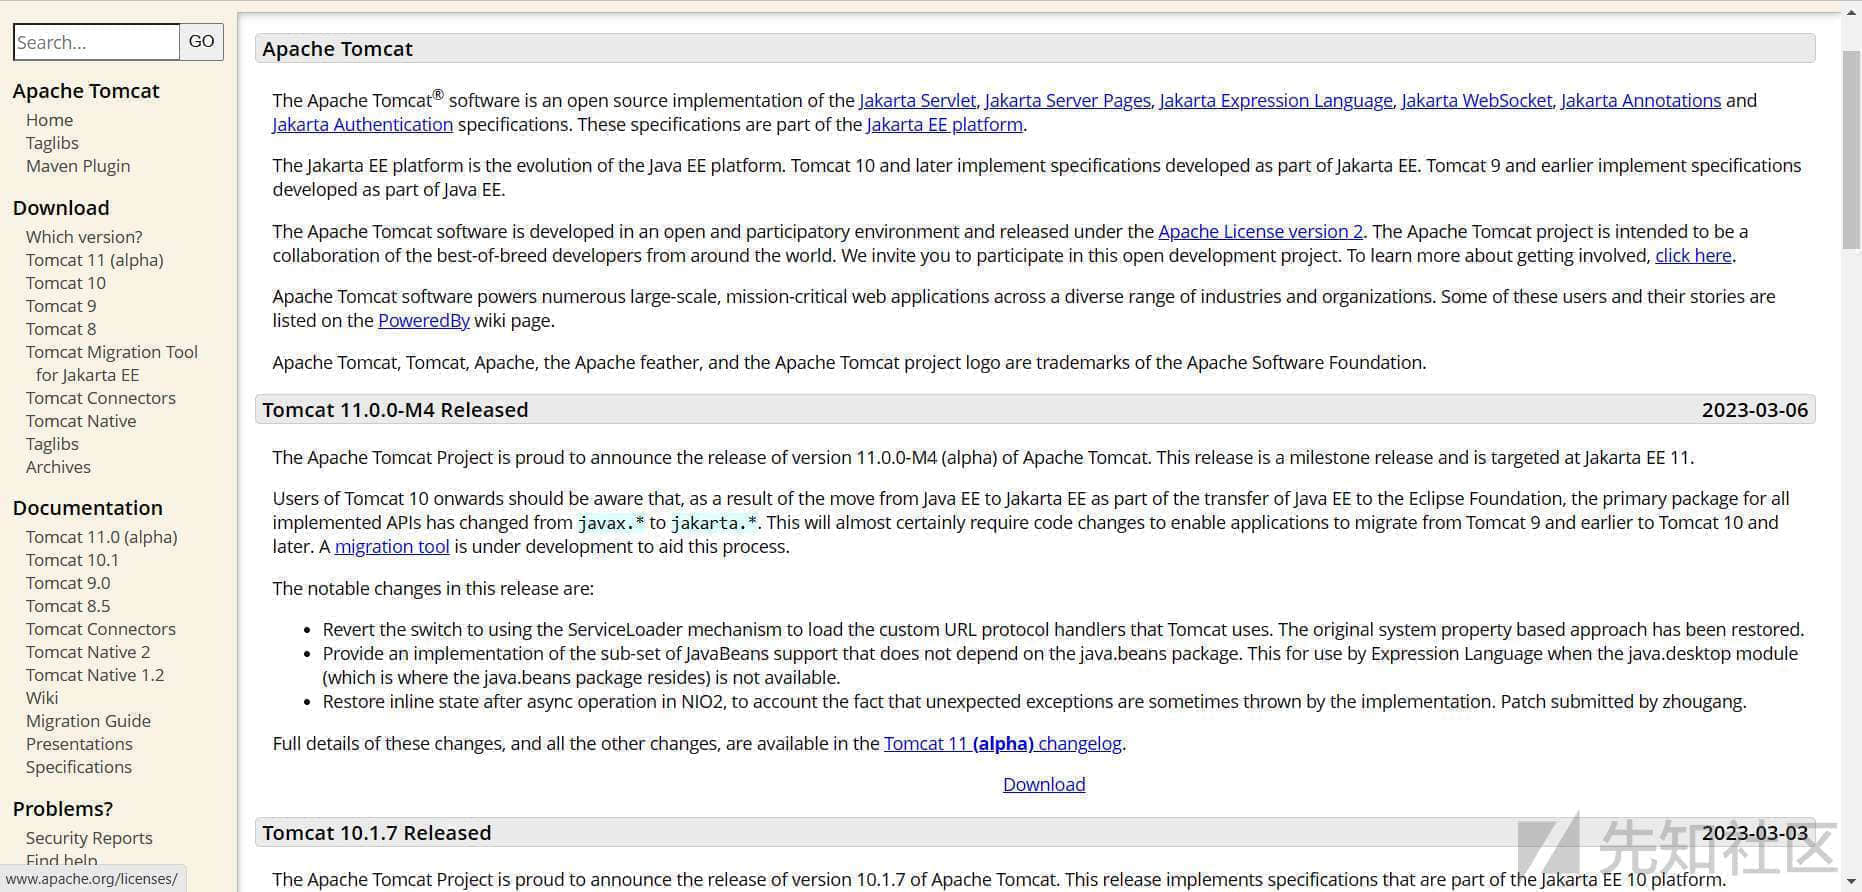 Search...
GO
Apache Tomcat
Home
Taglibs
Maven Plugin
Download
Which version?
Tomcat 11 (alpha)
Tomcat 10
Tomcat 9
Tomcat 8
Tomcat Migration Tool
for Jakarta EE
Tomcat Connectors
Tomcat Native
Taglibs
Archives
Documentation
Tomcat 11.0 (alpha)
Tomcat 10.1
Tomcat 9.0
Tomcat 8.5
Tomcat Connectors
Tomcat Native 2
Tomcat Native 1.2
Wiki
Migration Guide
Presentations
Specifications
Problems?
Security Reports
Find help
www.apache.org/licenses/
Apache Tomcat
The Apache Tomcat® software is an open source implementation of the Jakarta Servlet, Jakarta Server Pages, Jakarta Expression Language, Jakarta WebSocket, Jakarta Annotations and
Jakarta Authentication specifications. These specifications are part of the Jakarta EE platform.
The Jakarta EE platform is the evolution of the Java EE platform. Tomcat 10 and later implement specifications developed as part of Jakarta EE. Tomcat 9 and earlier implement specifications
developed as part of Java EE.
The Apache Tomcat software is developed in an open and participatory environment and released under the Apache License version 2. The Apache Tomcat project is intended to be a
collaboration of the best-of-breed developers from around the world. We invite you to participate in this open development project. To learn more about getting involved, click here.
Apache Tomcat software powers numerous large-scale, mission-critical web applications across a diverse range of industries and organizations. Some of these users and their stories are
listed on the PoweredBy wiki page.
Apache Tomcat, Tomcat, Apache, the Apache feather, and the Apache Tomcat project logo are trademarks of the Apache Software Foundation.
Tomcat 11.0.0-M4 Released 2023-03-06
The Apache Tomcat Project is proud to announce the release of version 11.0.0-M4 (alpha) of Apache Tomcat. This release is a milestone release and is targeted at Jakarta EE 11.
Users of Tomcat 10 onwards should be aware that, as a result of the move from Java EE to Jakarta EE as part of the transfer of Java EE to the Eclipse Foundation, the primary package for all
implemented APIs has changed from javax.* to jakarta.*. This will almost certainly require code changes to enable applications to migrate from Tomcat 9 and earlier to Tomcat 10 and
later. A migration tool is under development to aid this process.
The notable changes in this release are:
• Revert the switch to using the ServiceLoader mechanism to load the custom URL protocol handlers that Tomcat uses. The original system property based approach has been restored.
• Provide an implementation of the sub-set of JavaBeans support that does not depend on the java.beans package. This for use by Expression Language when the java.desktop module
(which is where the java.beans package resides) is not available.
• Restore inline state after async operation in NIO2, to account the fact that unexpected exceptions are sometimes thrown by the implementation. Patch submitted by zhougang.
Full details of these changes, and all the other changes, are available in the Tomcat 11 (alpha) changelog.
Download
Tomcat 10.1.7 Released 2023-03-03
The Apache Tomcat Project is proud to announce the release of version 10.1.7 of Apache Tomcat. This release implements specifications that are part of the Jakarta EE 10 platform.
先知社区